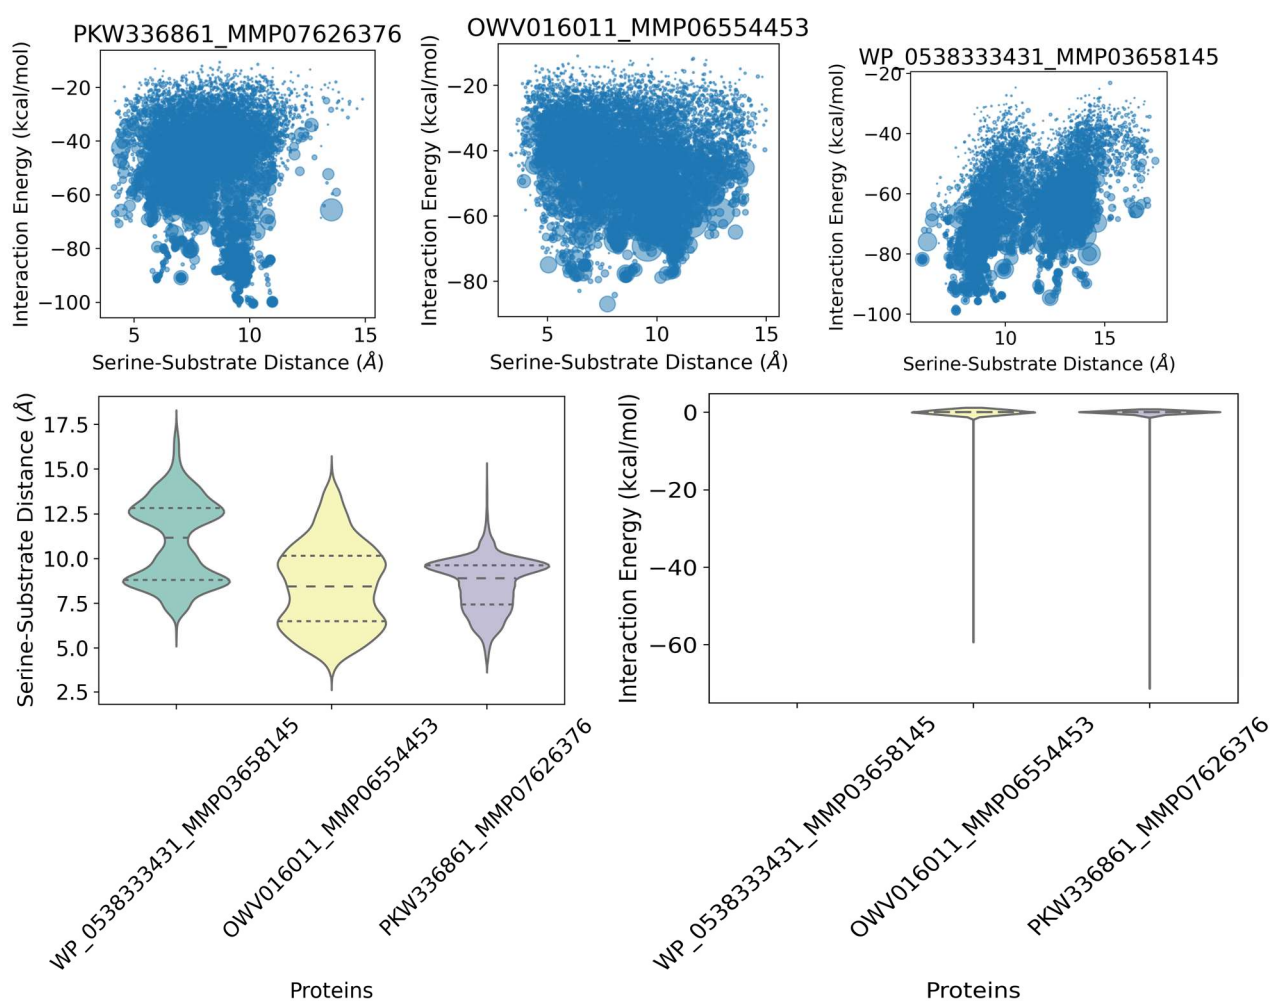 PKW336861_MMP07626376
Interaction Energy (kcal/mol)
−20
−40
−60
−80
−100
5
10
15
Serine-Substrate Distance (Å)
OWV016011_MMP06554453
Interaction Energy (kcal/mol)
−20
−40
−60
−80
5
10
15
Serine-Substrate Distance (Å)
WP_0538333431_MMP03658145
Interaction Energy (kcal/mol)
−20
−40
−60
−80
−100
10
15
Serine-Substrate Distance (Å)
Serine-Substrate Distance (Å)
17.5
15.0
12.5
10.0
7.5
5.0
2.5
WP_0538333431_MMP03658145
OWV016011_MMP06554453
PKW336861_MMP07626376
Proteins
Interaction Energy (kcal/mol)
0
−20
−40
−60
WP_0538333431_MMP03658145
OWV016011_MMP06554453
PKW336861_MMP07626376
Proteins